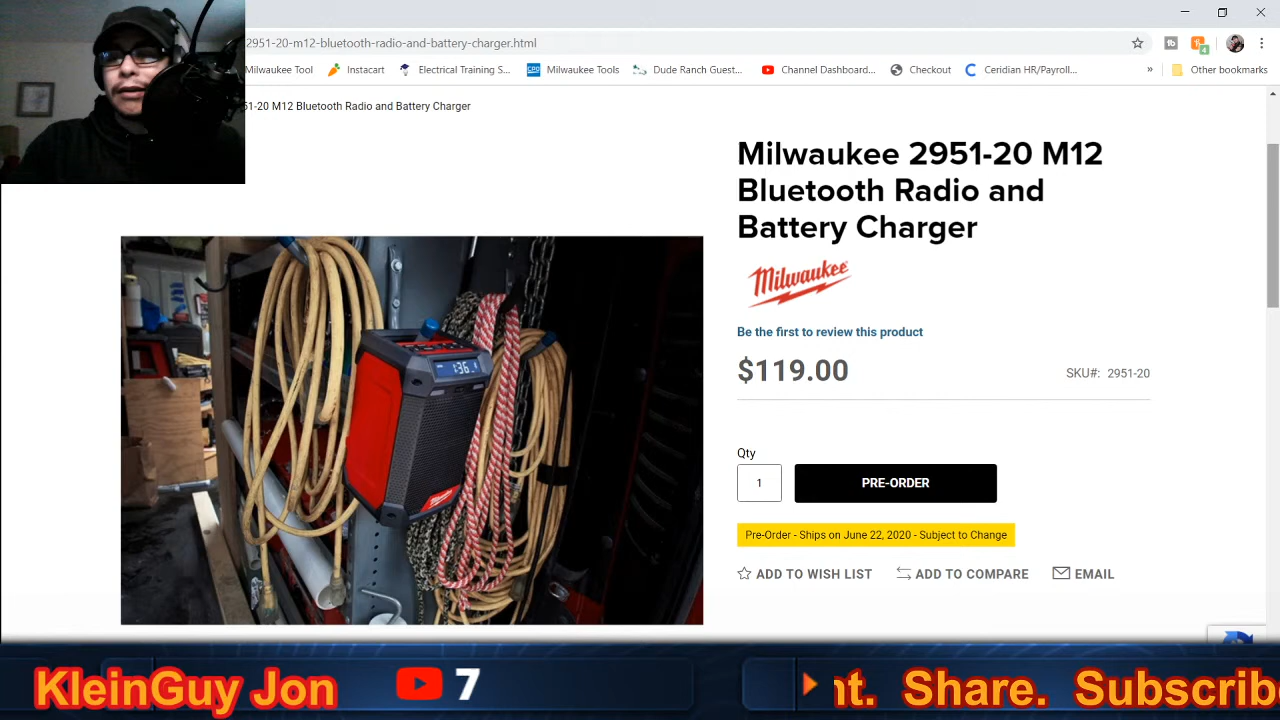 2951-20-m12-bluetooth-radio-and-battery-charger.html
Milwaukee Tool
Instacart
Electrical Training S...
CPO
Milwaukee Tools
Dude Ranch Guest...
Channel Dashboard...
Checkout
Ceridian HR/Payroll...
»
Other bookmarks
51-20 M12 Bluetooth Radio and Battery Charger
Milwaukee 2951-20 M12
Bluetooth Radio and
Battery Charger
Milwaukee
Be the first to review this product
$119.00
SKU#: 2951-20
Qty
1
PRE-ORDER
Pre-Order - Ships on June 22, 2020 - Subject to Change
ADD TO WISH LIST
ADD TO COMPARE
EMAIL
1:36
Milwaukee
KleinGuy Jon
7
nt. Share. Subscrib